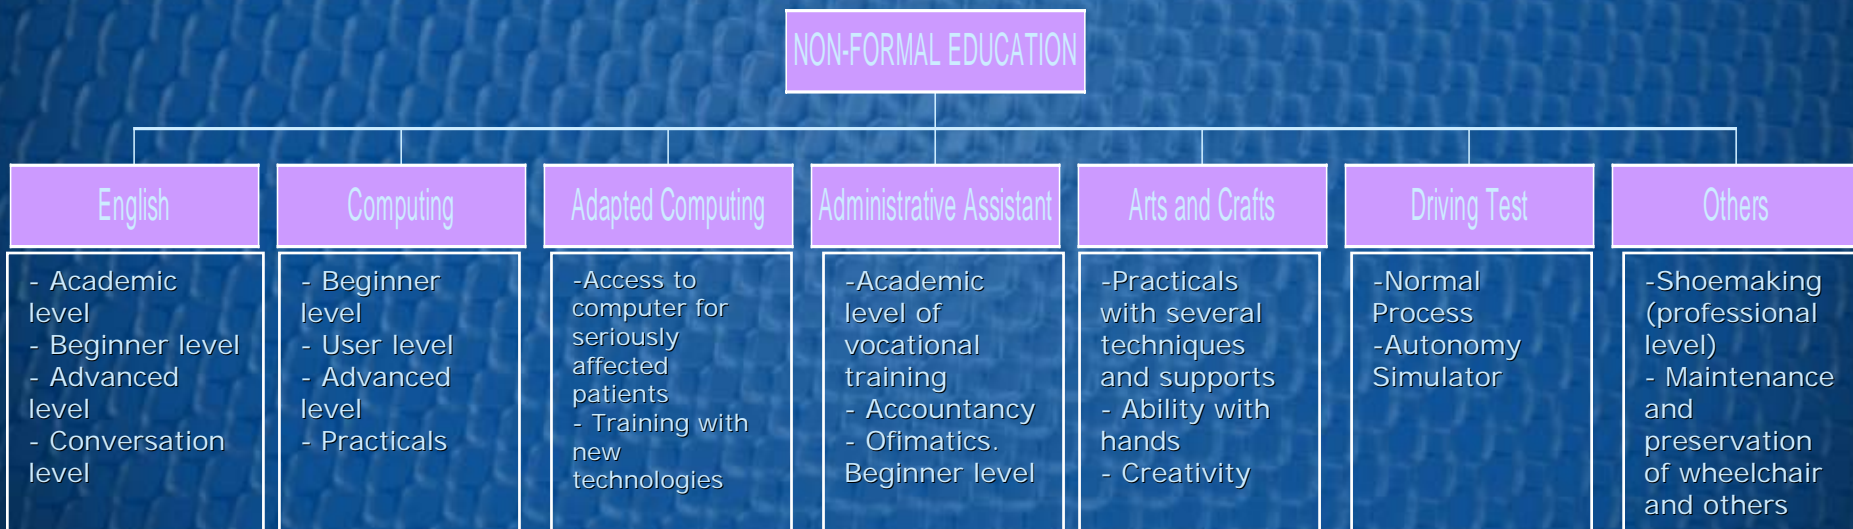 NON-FORMAL EDUCATION
English
Computing
Adapted Computing
Administrative Assistant
Arts and Crafts
Driving Test
Others
- Academic
level
- Beginner level
- Advanced
level
- Conversation
level
- Beginner
level
- User level
- Advanced
level
- Practicals
-Access to
computer for
seriously
affected
patients
- Training with
new
technologies
-Academic
level of
vocational
training
- Accountancy
- Ofimatics.
Beginner level
-Practicals
with several
techniques
and supports
- Ability with
hands
- Creativity
-Normal
Process
-Autonomy
Simulator
-Shoemaking
(professional
level)
- Maintenance
and
preservation
of wheelchair
and others